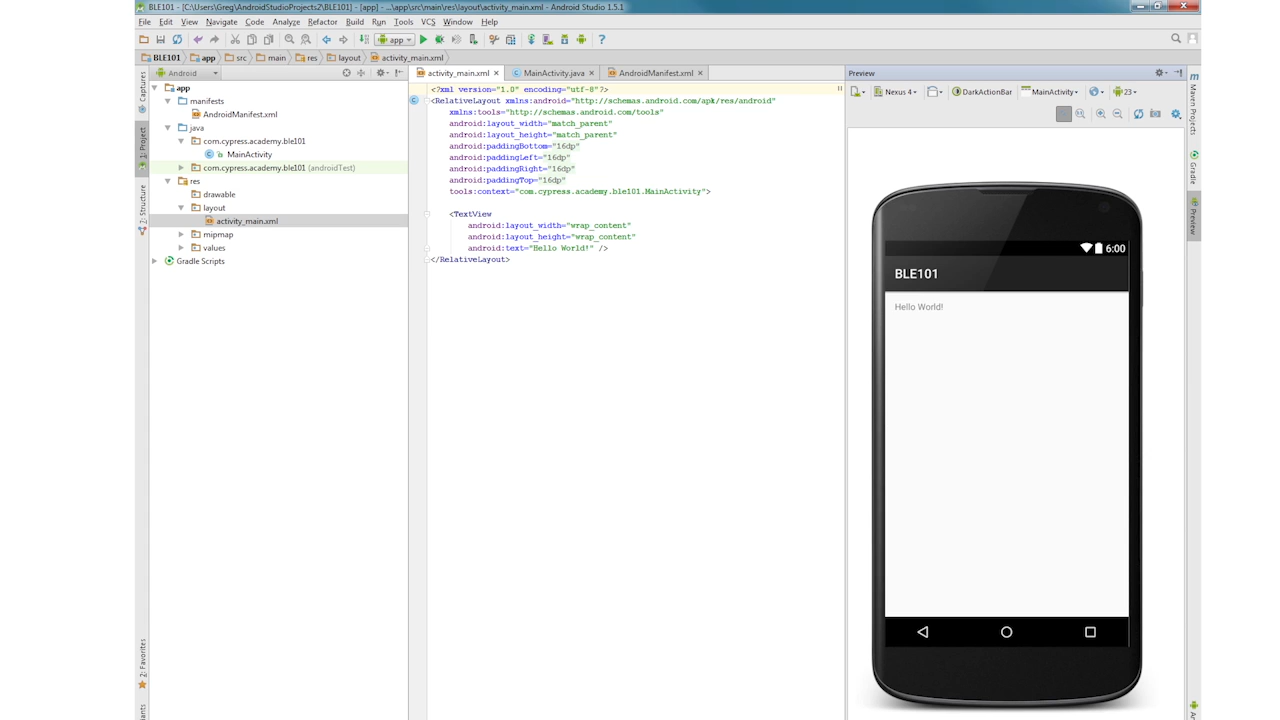 BLE101 - [C:\Users\Greg\AndroidStudioProjects2\BLE101] - [app] - ...\app\src\main\res\layout\activity_main.xml - Android Studio 1.5.1
File Edit View Navigate Code Analyze Refactor Build Run Tools VCS Window Help
app
BLE101 app src main res layout activity_main.xml
Android
activity_main.xml MainActivity.java AndroidManifest.xml
Preview
app
manifests
AndroidManifest.xml
java
com.cypress.academy.ble101
MainActivity
com.cypress.academy.ble101 (androidTest)
res
drawable
layout
activity_main.xml
mipmap
values
Gradle Scripts
<?xml version="1.0" encoding="utf-8"?>
<RelativeLayout xmlns:android="http://schemas.android.com/apk/res/android"
xmlns:tools="http://schemas.android.com/tools"
android:layout_width="match_parent"
android:layout_height="match_parent"
android:paddingBottom="16dp"
android:paddingLeft="16dp"
android:paddingRight="16dp"
android:paddingTop="16dp"
tools:context="com.cypress.academy.ble101.MainActivity">
<TextView
android:layout_width="wrap_content"
android:layout_height="wrap_content"
android:text="Hello World!" />
</RelativeLayout>
Nexus 4 DarkActionBar MainActivity 23
6:00
BLE101
Hello World!
Captures
1: Project
7: Structure
2: Favorites
Maven Projects
Gradle
Preview